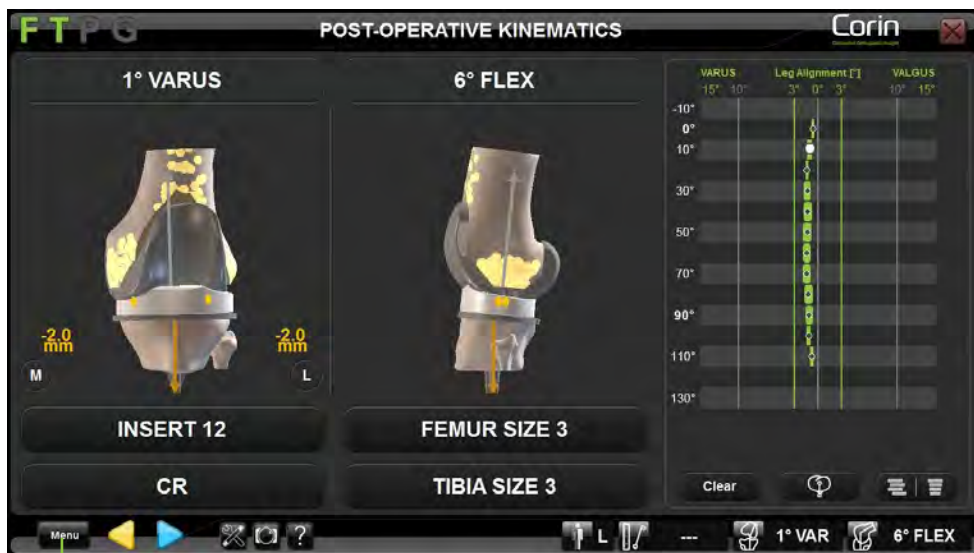 FTPG
POST-OPERATIVE KINEMATICS
Corin
1° VARUS
6° FLEX
VARUS Leg Alignment [°] VALGUS
15° 10° 3° 0° 3° 10° 15°
-10°
0°
10°
30°
50°
70°
90°
110°
130°
-2.0
mm
-2.0
mm
M
L
INSERT 12
FEMUR SIZE 3
CR
TIBIA SIZE 3
Clear
?
Menu
?
L
---
1° VAR
6° FLEX